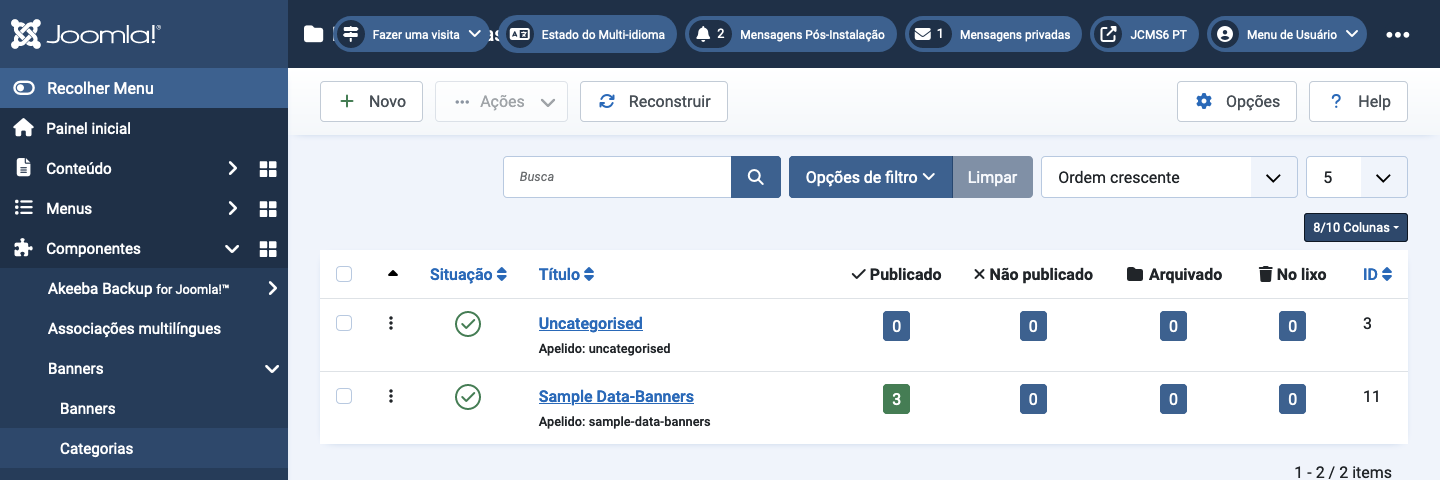 Joomla!®
Fazer uma visita
Estado do Multi-idioma
2 Mensagens Pós-Instalação
1 Mensagens privadas
JCMS6 PT
Menu de Usuário
Recolher Menu
Painel inicial
Conteúdo
Menus
Componentes
Akeeba Backup for Joomla!™
Associações multilíngues
Banners
Banners
Categorias
Novo
Ações
Reconstruir
Opções
? Help
Busca
Opções de filtro
Limpar
Ordem crescente
5
8/10 Colunas
Situação Título Publicado Não publicado Arquivado No lixo ID
Uncategorised 0 0 0 0 3
Apelido: uncategorised
Sample Data-Banners 3 0 0 0 11
Apelido: sample-data-banners
1 - 2 / 2 items